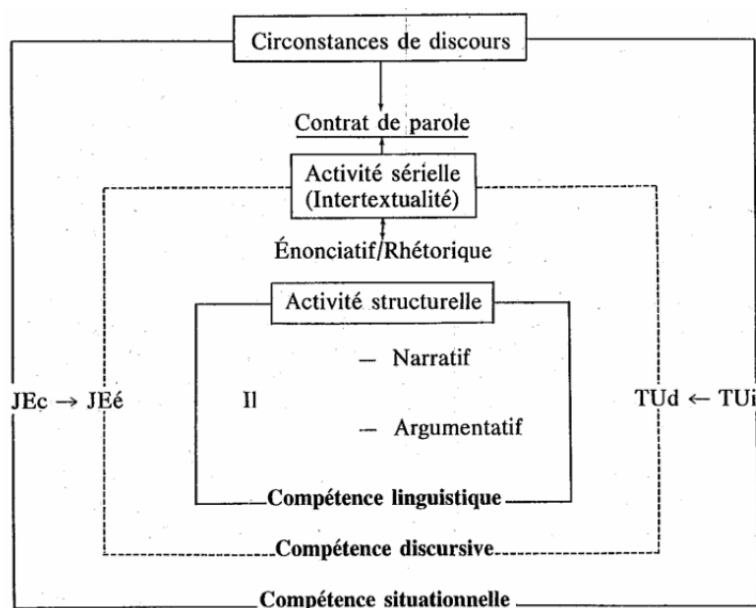 Circonstances de discours
Contrat de parole
Activité sérielle
(Intertextualité)
Énonciatif/Rhétorique
Activité structurelle
— Narratif
JEc → JEé Il TUd ← TUi
— Argumentatif
Compétence linguistique
Compétence discursive
Compétence situationnelle